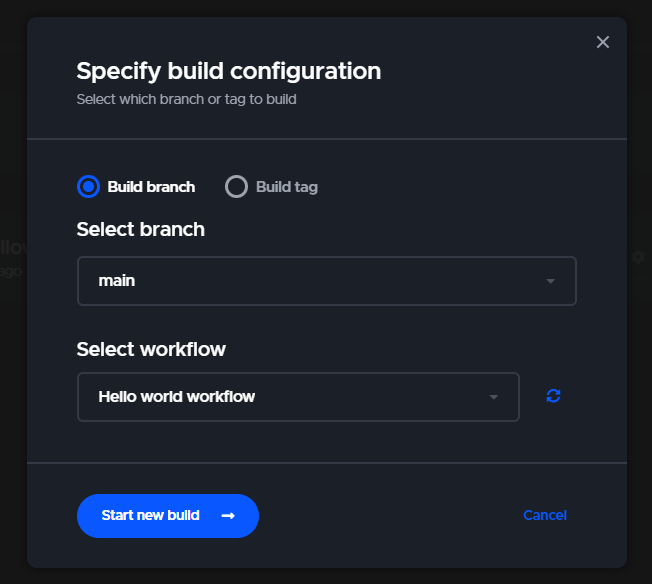 Specify build configuration
Select which branch or tag to build
Build branch Build tag
Select branch
main
Select workflow
Hello world workflow
Start new build Cancel